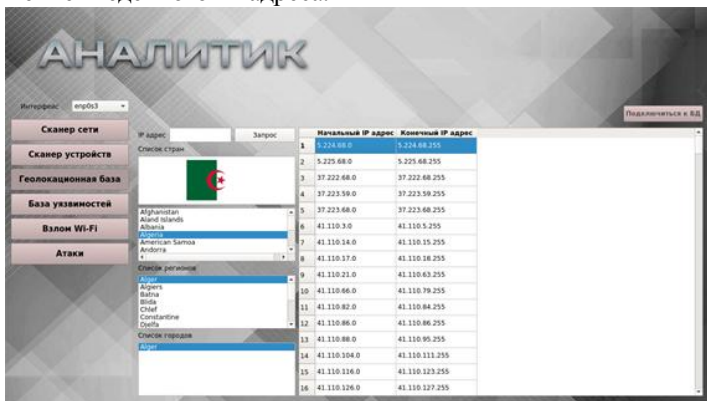 АНАЛИТИК
Интерфейс enp0s3
Подключиться к БД
Сканер сети
Сканер устройств
Геолокационная база
База уязвимостей
Взлом Wi-Fi
Атаки
IP адрес Запрос
Список стран
Afghanistan
Aland Islands
Albania
Algeria
American Samoa
Andorra
Список регионов
Alger
Algiers
Batna
Blida
Chlef
Constantine
Djelfa
Список городов
Alger
Начальный IP адрес Конечный IP адрес
1 5.224.68.0 5.224.68.255
2 5.225.68.0 5.225.68.255
3 37.222.68.0 37.222.68.255
4 37.223.59.0 37.223.59.255
5 37.223.68.0 37.223.68.255
6 41.110.3.0 41.110.5.255
7 41.110.14.0 41.110.15.255
8 41.110.17.0 41.110.18.255
9 41.110.21.0 41.110.63.255
10 41.110.66.0 41.110.79.255
11 41.110.82.0 41.110.84.255
12 41.110.86.0 41.110.86.255
13 41.110.88.0 41.110.95.255
14 41.110.104.0 41.110.111.255
15 41.110.116.0 41.110.123.255
16 41.110.126.0 41.110.127.255